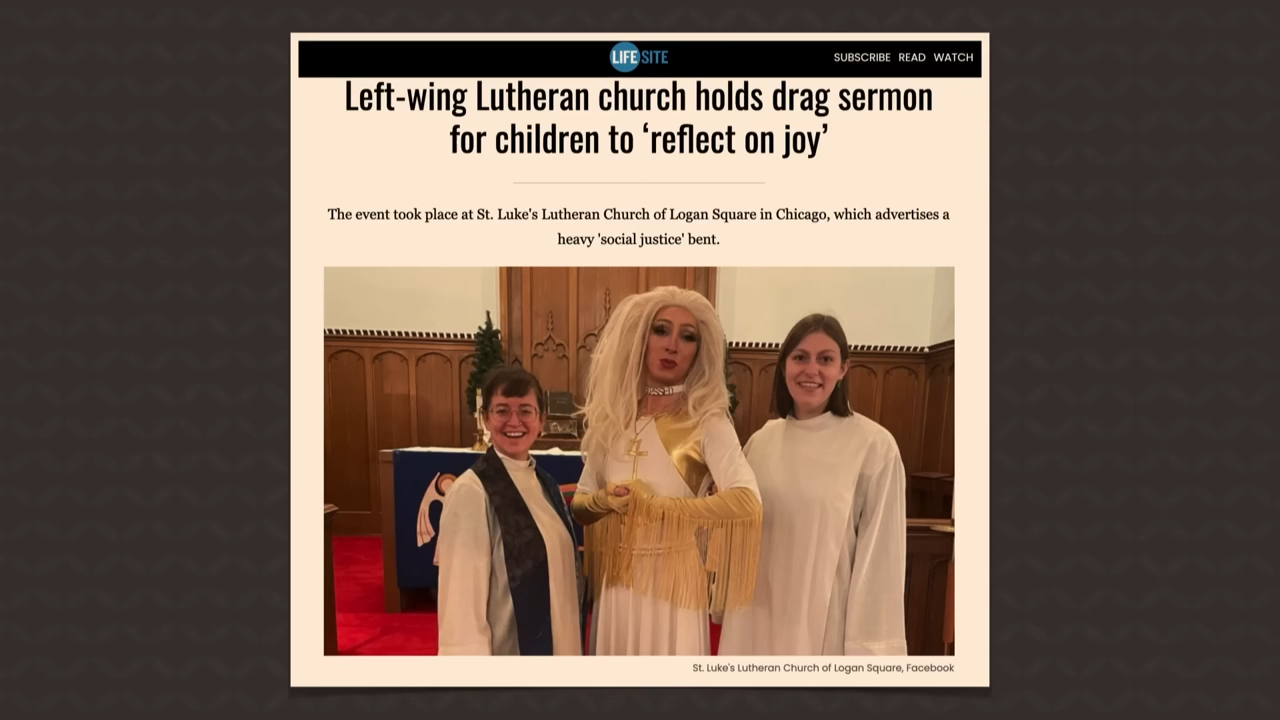 LIFE SITE
SUBSCRIBE READ WATCH
Left-wing Lutheran church holds drag sermon
for children to ‘reflect on joy’
The event took place at St. Luke's Lutheran Church of Logan Square in Chicago, which advertises a
heavy 'social justice' bent.
St. Luke's Lutheran Church of Logan Square, Facebook